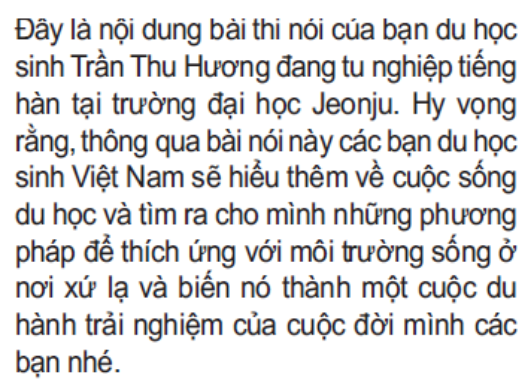 Đây là nội dung bài thi nói cúa bạn du học
sinh Trần Thu Hương đang tu nghiệp tiếng
hàn tại trường đại học Jeonju. Hy vọng
rằng, thông qua bài nói này các bạn du học
sinh Việt Nam sẽ hiểu thêm về cuộc sống
du học và tìm ra cho mình những phương
pháp để thích ứng với môi trường sống ở
nơi xứ lạ và biến nó thành một cuộc du
hành trải nghiệm của cuộc đời mình các
bạn nhé.